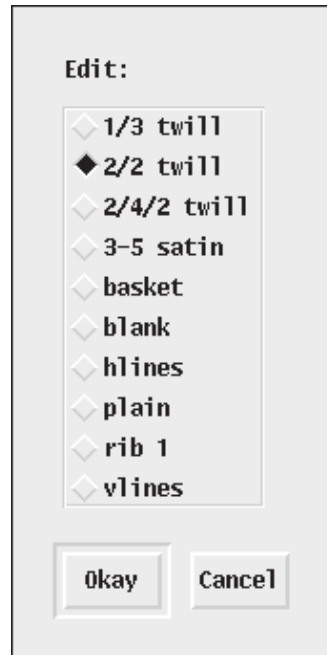 Edit:
1/3 twill
2/2 twill
2/4/2 twill
3-5 satin
basket
blank
hlines
plain
rib 1
vlines
Okay Cancel